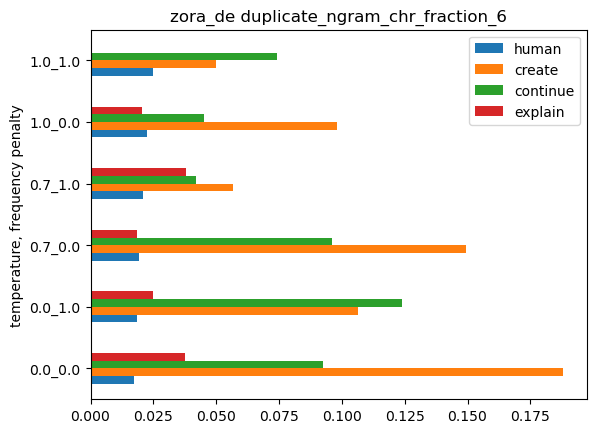 zora_de duplicate_ngram_chr_fraction_6
human
create
continue
explain
temperature, frequency penalty
1.0_1.0
1.0_0.0
0.7_1.0
0.7_0.0
0.0_1.0
0.0_0.0
0.000 0.025 0.050 0.075 0.100 0.125 0.150 0.175